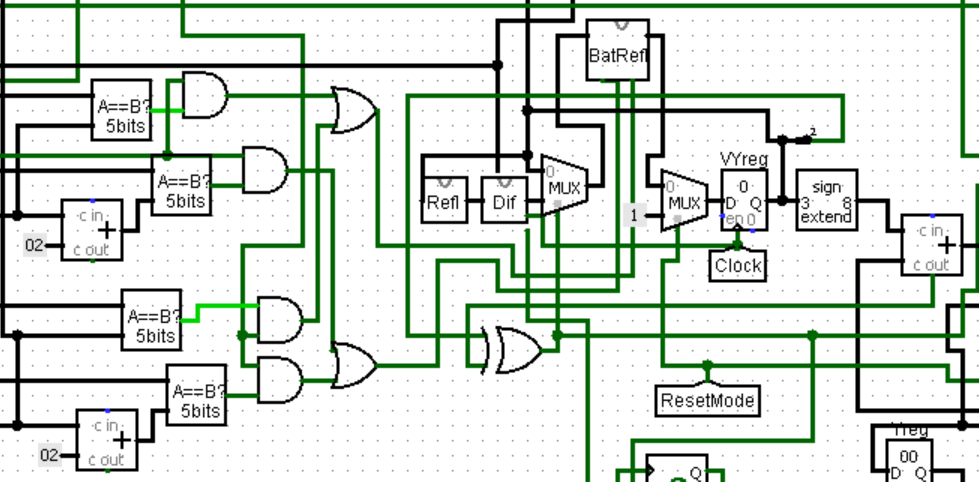 BatRefl
A==B?
5bits
2
VYreg
A==B?
5bits
0
MUX
0
MUX
0
D Q
en 0
sign
3 8
extend
Refl
Dif
c in
+
c out
02
1
c in
+
c out
Clock
A==B?
5bits
A==B?
5bits
ResetMode
c in
+
c out
02
Yreg
00
D Q
Q